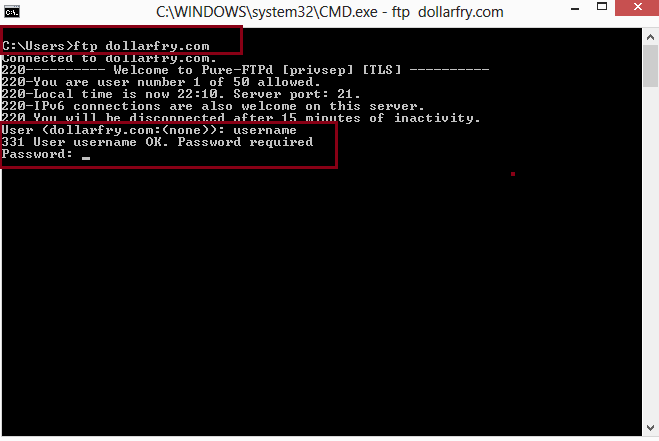 C:\WINDOWS\system32\CMD.exe - ftp dollarfry.com
C:\Users>ftp dollarfry.com
Connected to dollarfry.com.
220---------- Welcome to Pure-FTPd [privsep] [TLS] ----------
220-You are user number 1 of 50 allowed.
220-Local time is now 22:10. Server port: 21.
220-IPv6 connections are also welcome on this server.
220 You will be disconnected after 15 minutes of inactivity.
User (dollarfry.com:(none)): username
331 User username OK. Password required
Password: _